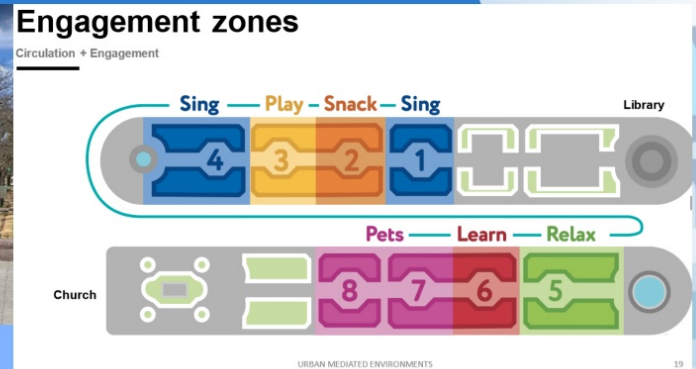 Engagement zones
Circulation + Engagement
Sing Play Snack Sing
Library
4 3 2 1
Pets Learn Relax
8 7 6 5
Church
URBAN MEDIATED ENVIRONMENTS
19